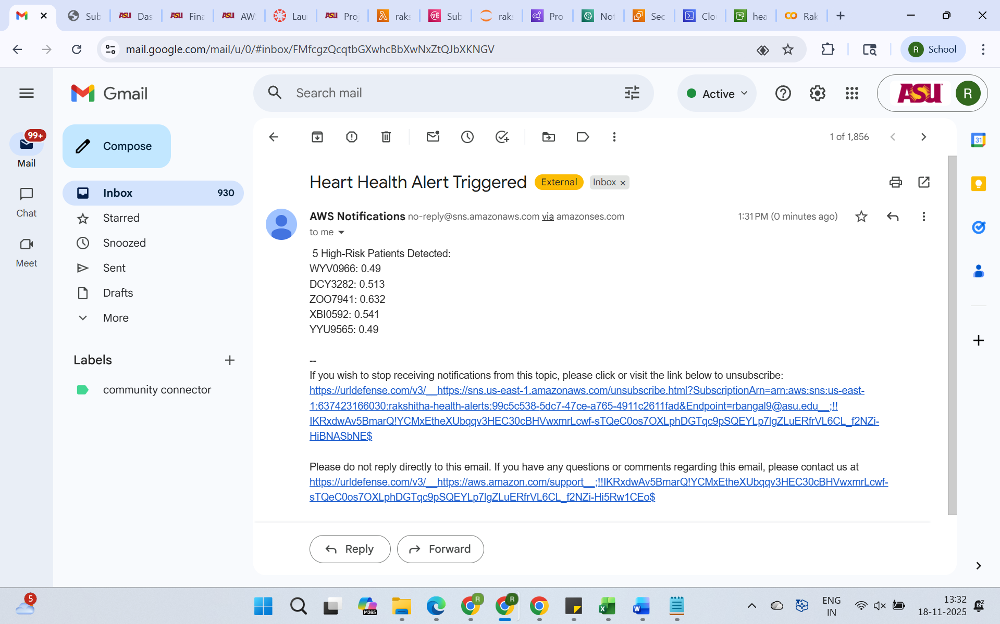 Sub
Das
Fina
AW
Lau
Proj
raks
Sub
raks
Pro
Not
Sec
Clo
hea
Rak
mail.google.com/mail/u/0/#inbox/FMfcgzQcqtbGXwhcBbXwNxZtQJbXKNGV
R School
Gmail
Search mail
Active
ASU
R
99+
Mail
Chat
Meet
Compose
Inbox 930
Starred
Snoozed
Sent
Drafts
More
Labels
community connector
1 of 1,856
31
Heart Health Alert Triggered External Inbox x
AWS Notifications no-reply@sns.amazonaws.com via amazonses.com 1:31 PM (0 minutes ago)
to me
5 High-Risk Patients Detected:
WYV0966: 0.49
DCY3282: 0.513
ZOO7941: 0.632
XBI0592: 0.541
YYU9565: 0.49
--
If you wish to stop receiving notifications from this topic, please click or visit the link below to unsubscribe:
https://urldefense.com/v3/__https://sns.us-east-1.amazonaws.com/unsubscribe.html?SubscriptionArn=arn:aws:sns:us-east-
1:637423166030:rakshitha-health-alerts:99c5c538-5dc7-47ce-a765-4911c2611fad&Endpoint=rbangal9@asu.edu__;!!
IKRxdwAv5BmarQ!YCMxEtheXUbqqv3HEC30cBHVwxmrLcwf-sTQeC0os7OXLphDGTqc9pSQEYLp7lgZLuERfrVL6CL_f2NZi-
HiBNASbNE$
Please do not reply directly to this email. If you have any questions or comments regarding this email, please contact us at
https://urldefense.com/v3/__https://aws.amazon.com/support__;!!IKRxdwAv5BmarQ!YCMxEtheXUbqqv3HEC30cBHVwxmrLcwf-
sTQeC0os7OXLphDGTqc9pSQEYLp7lgZLuERfrVL6CL_f2NZi-Hi5Rw1CEo$
Reply
Forward
5
M365
R
R
ENG
IN
13:32
18-11-2025